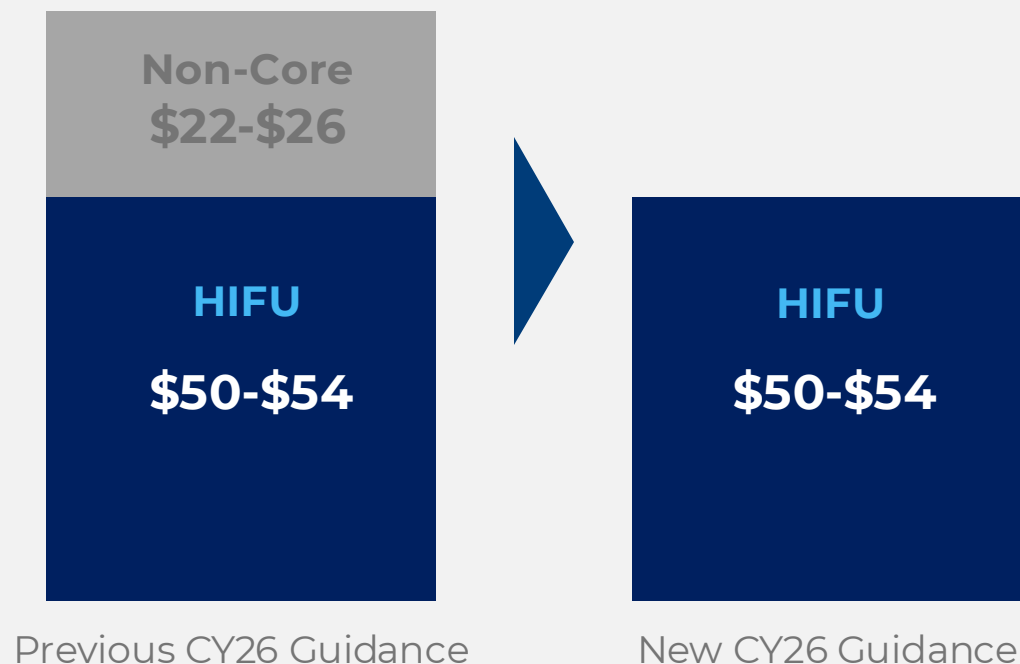 Non-Core
$22-$26
HIFU
$50-$54
Previous CY26 Guidance
HIFU
$50-$54
New CY26 Guidance